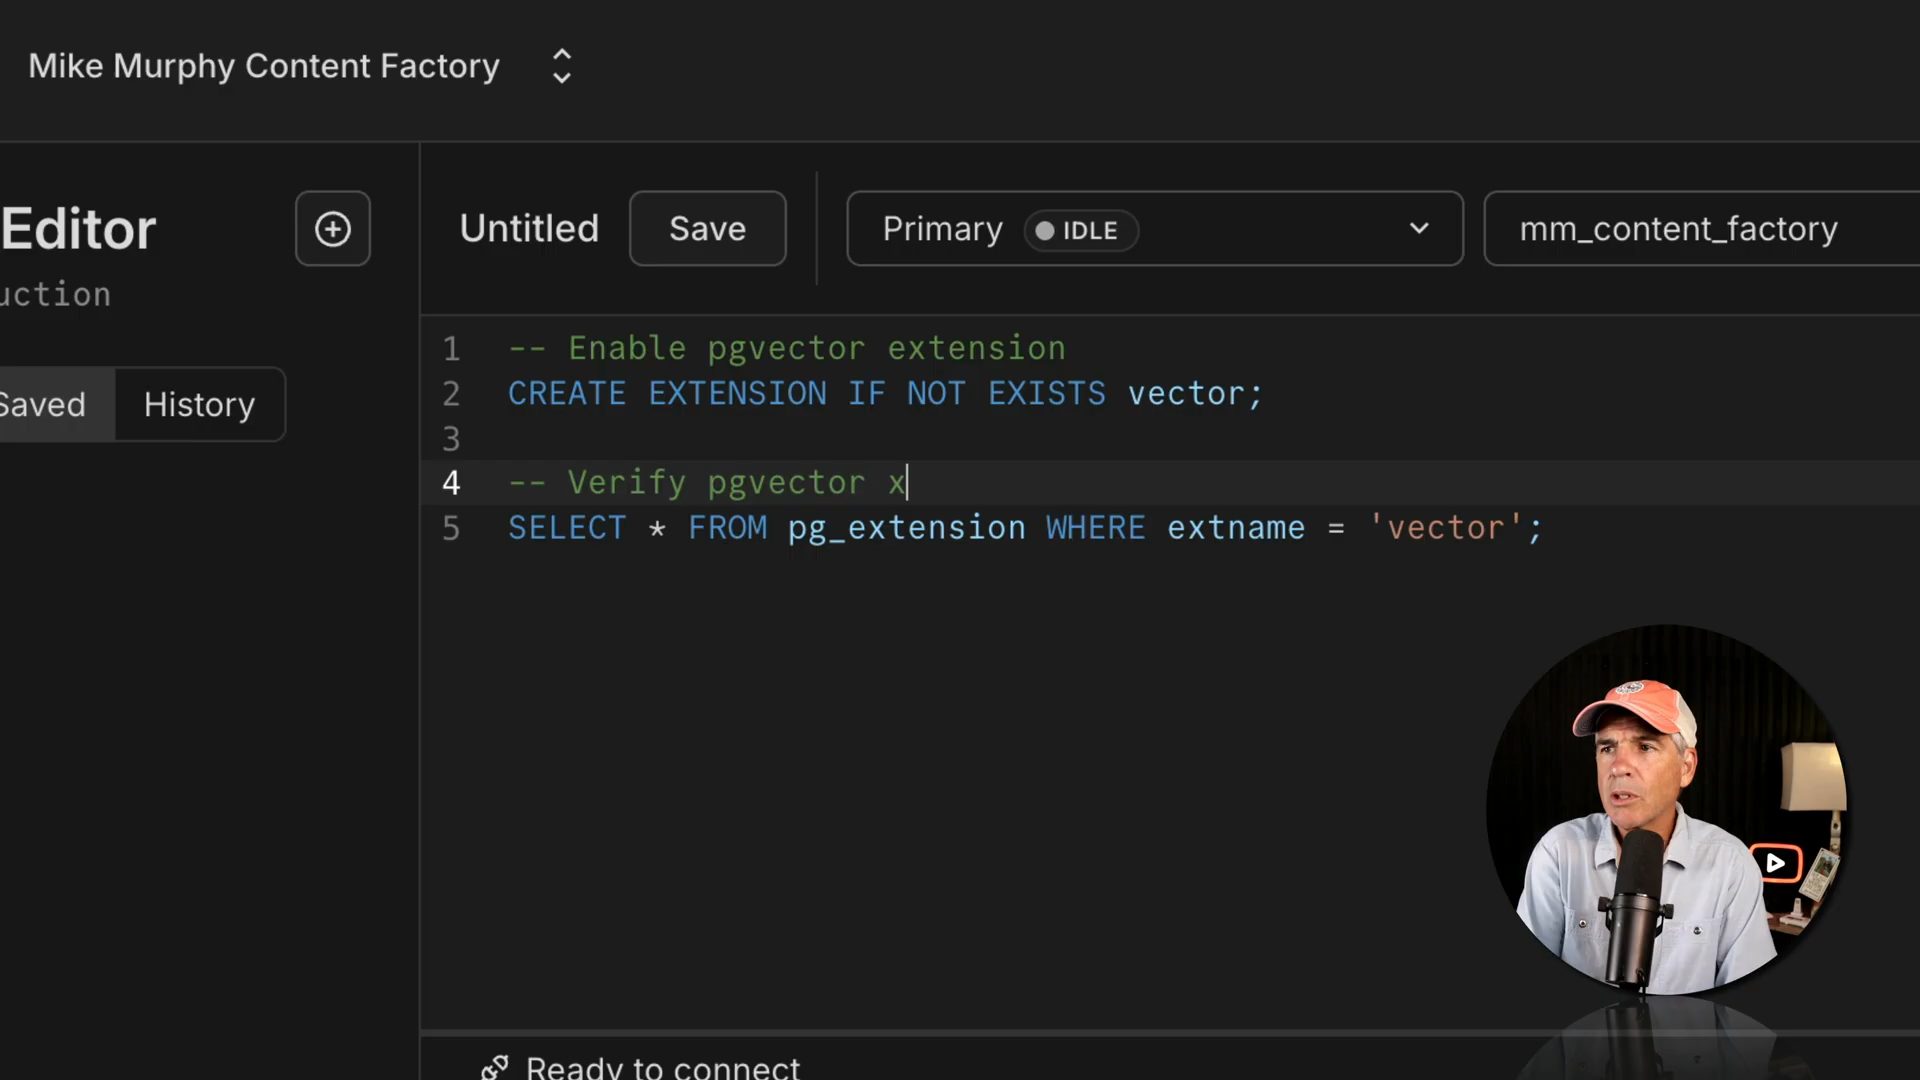 Mike Murphy Content Factory
Editor
uction
Saved
History
Untitled
Save
Primary
IDLE
mm_content_factory
1 -- Enable pgvector extension
2 CREATE EXTENSION IF NOT EXISTS vector;
3
4 -- Verify pgvector x
5 SELECT * FROM pg_extension WHERE extname = 'vector';
Ready to connect